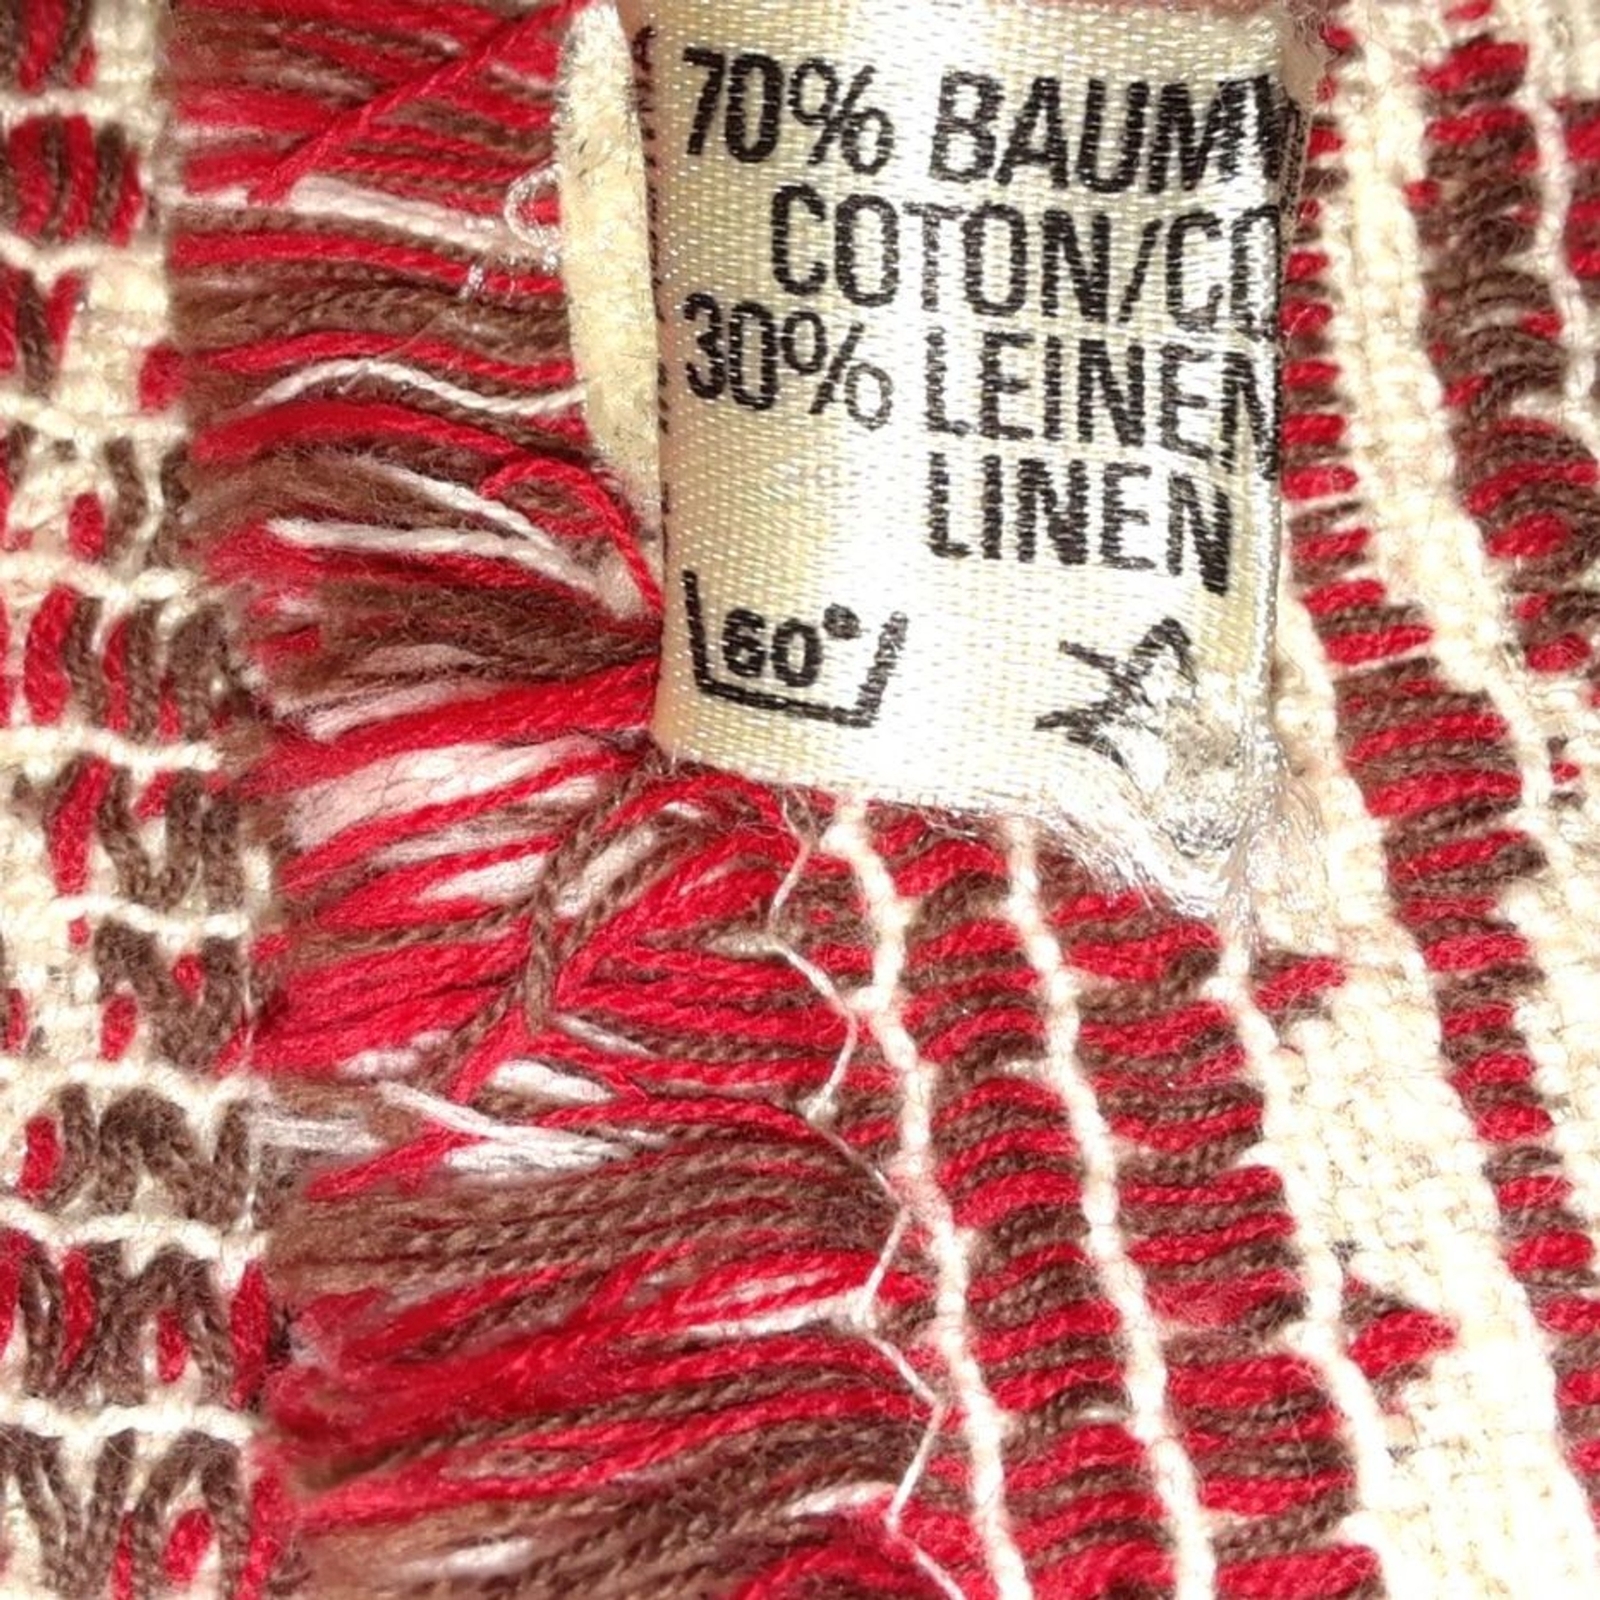 70% BAUMW
COTON/CO
30% LEINEN
LINEN
60°